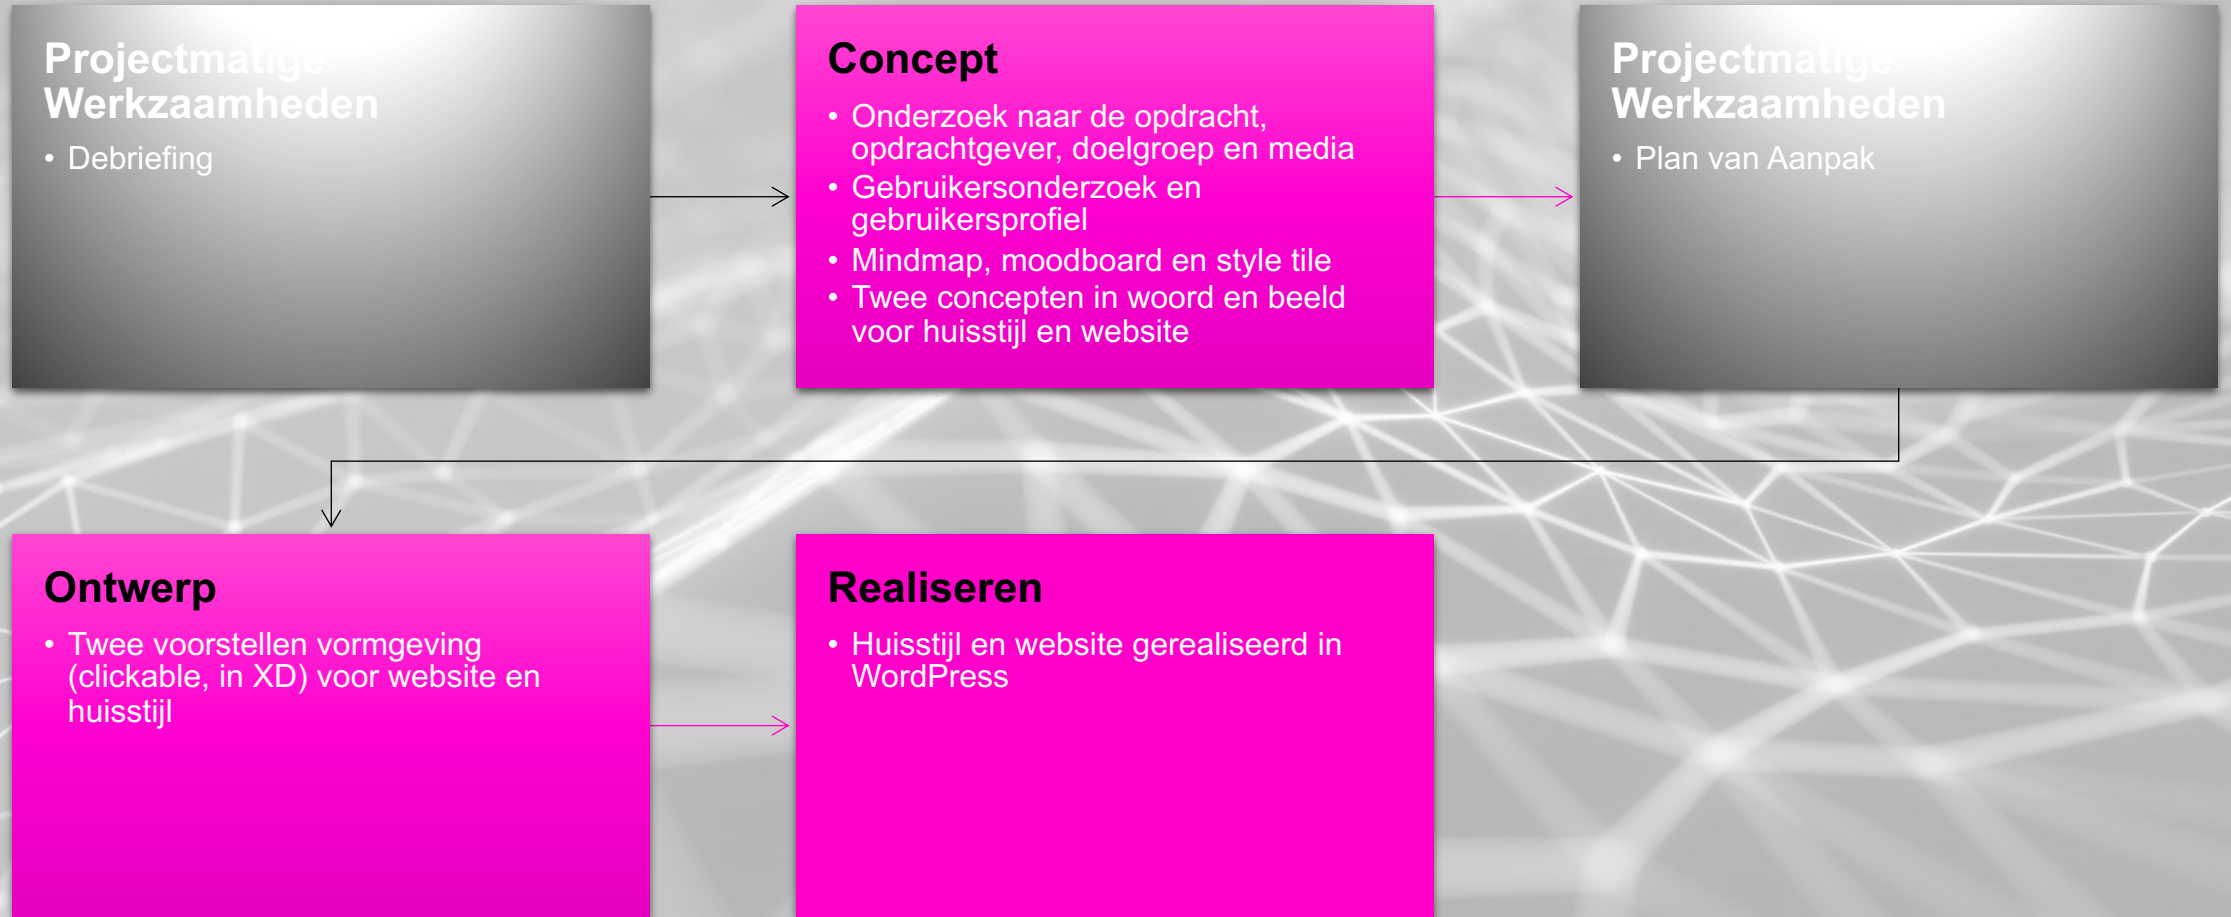 Projectmatige
Werkzaamheden
• Debriefing
Concept
• Onderzoek naar de opdracht,
opdrachtgever, doelgroep en media
• Gebruikersonderzoek en
gebruikersprofiel
• Mindmap, moodboard en style tile
• Twee concepten in woord en beeld
voor huisstijl en website
Projectmatige
Werkzaamheden
• Plan van Aanpak
Ontwerp
• Twee voorstellen vormgeving
(clickable, in XD) voor website en
huisstijl
Realiseren
• Huisstijl en website gerealiseerd in
WordPress